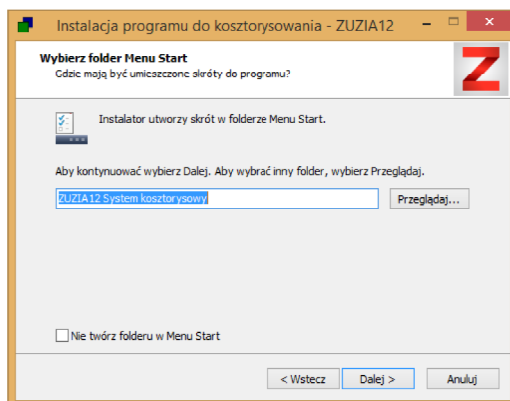 Instalacja programu do kosztorysowania - ZUZIA12
Wybierz folder Menu Start
Gdzie mają być umieszczone skróty do programu?
Z
Instalator utworzy skrót w folderze Menu Start.
Aby kontynuować wybierz Dalej. Aby wybrać inny folder, wybierz Przeglądaj.
ZUZIA12 System kosztorysowy
Przeglądaj...
Nie twórz folderu w Menu Start
< Wstecz
Dalej >
Anuluj